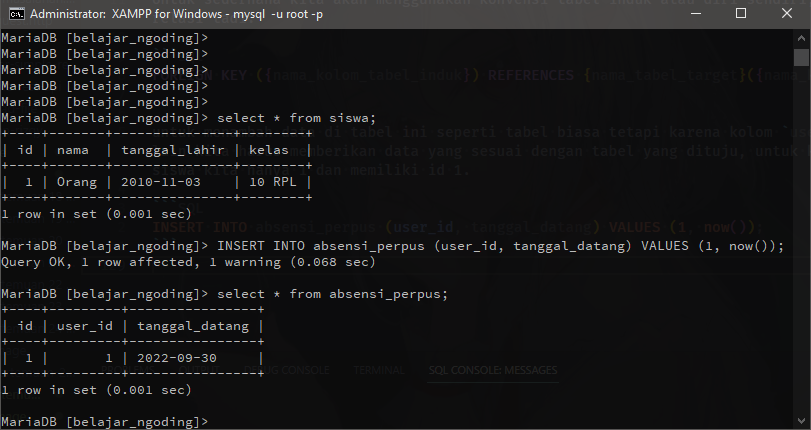 Administrator: XAMPP for Windows - mysql -u root -p
MariaDB [belajar_ngoding]>
MariaDB [belajar_ngoding]>
MariaDB [belajar_ngoding]>
MariaDB [belajar_ngoding]>
MariaDB [belajar_ngoding]>
MariaDB [belajar_ngoding]> select * from siswa;
+----+-------+---------------+--------+
| id | nama  | tanggal_lahir | kelas  |
+----+-------+---------------+--------+
|  1 | Orang | 2010-11-03    | 10 RPL |
+----+-------+---------------+--------+
1 row in set (0.001 sec)
MariaDB [belajar_ngoding]> INSERT INTO absensi_perpus (user_id, tanggal_datang) VALUES (1, now());
Query OK, 1 row affected, 1 warning (0.068 sec)
MariaDB [belajar_ngoding]> select * from absensi_perpus;
+----+---------+----------------+
| id | user_id | tanggal_datang |
+----+---------+----------------+
|  1 |       1 | 2022-09-30     |
+----+---------+----------------+
1 row in set (0.001 sec)
MariaDB [belajar_ngoding]>
KEY ({nama_kolom_tabel_induk}) REFERENCES {nama_tabel_target}({nama_
di tabel ini seperti tabel biasa tetapi karena kolom `us
memberikan data yang sesuai dengan tabel yang dituju, untuk
dan memiliki id 1.
INSERT INTO absensi_perpus (user_id, tanggal_datang) VALUES (1, now());
CONSOLE
TERMINAL
SQL CONSOLE: MESSAGES